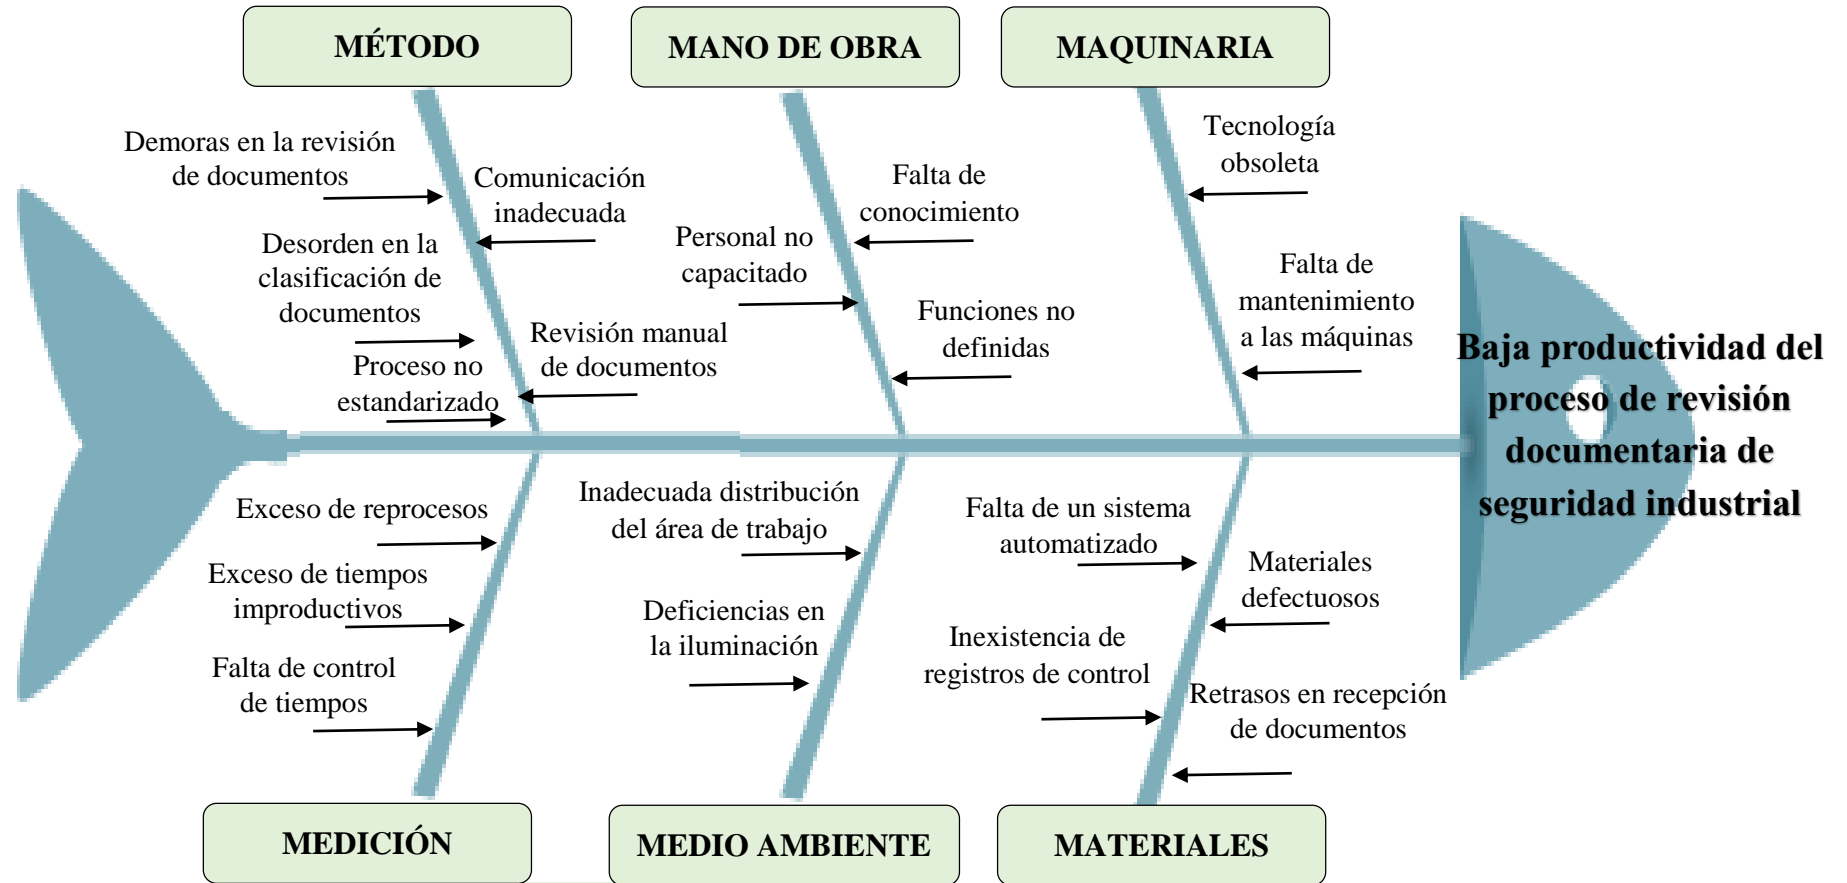 MÉTODO
MANO DE OBRA
MAQUINARIA
Demoras en la revisión
de documentos
Comunicación
inadecuada
Desorden en la
clasificación de
documentos
Revisión manual
de documentos
Proceso no
estandarizado
Falta de
conocimiento
Personal no
capacitado
Funciones no
definidas
Tecnología
obsoleta
Falta de
mantenimiento
a las máquinas
Baja productividad del
proceso de revisión
documentaria de
seguridad industrial
Exceso de reprocesos
Exceso de tiempos
improductivos
Falta de control
de tiempos
Inadecuada distribución
del área de trabajo
Deficiencias en
la iluminación
Falta de un sistema
automatizado
Materiales
defectuosos
Inexistencia de
registros de control
Retrasos en recepción
de documentos
MEDICIÓN
MEDIO AMBIENTE
MATERIALES